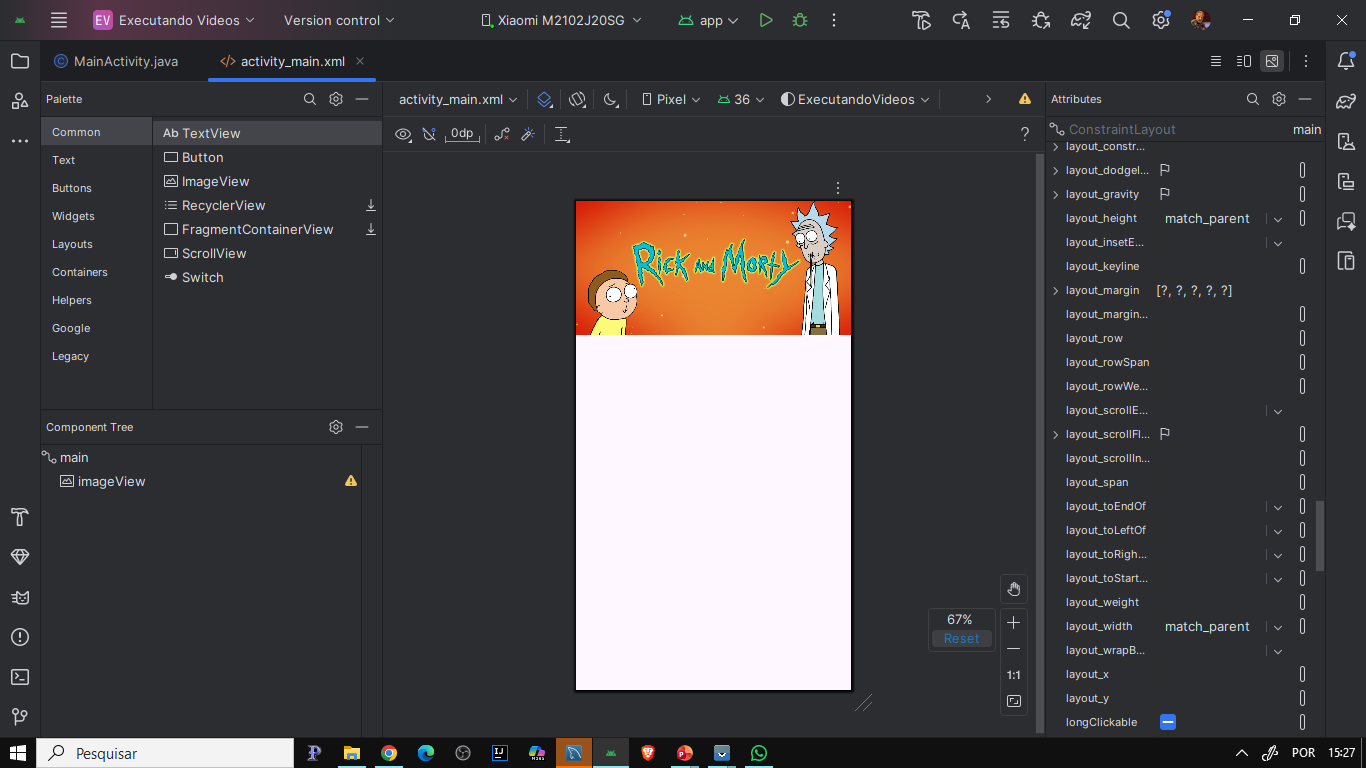 EV Executando Videos
Version control
Xiaomi M2102J20SG
app
MainActivity.java
activity_main.xml
Palette
Common
Text
Buttons
Widgets
Layouts
Containers
Helpers
Google
Legacy
Ab TextView
Button
ImageView
RecyclerView
FragmentContainerView
ScrollView
Switch
Component Tree
main
imageView
activity_main.xml
Pixel
36
ExecutandoVideos
0dp
?
Rick and Morty
67%
Reset
1:1
Attributes
ConstraintLayout main
layout_constr...
layout_dodgeI...
layout_gravity
layout_height match_parent
layout_insetE...
layout_keyline
layout_margin [?, ?, ?, ?, ?]
layout_margin...
layout_row
layout_rowSpan
layout_rowWe...
layout_scrollE...
layout_scrollFl...
layout_scrollIn...
layout_span
layout_toEndOf
layout_toLeftOf
layout_toRigh...
layout_toStart...
layout_weight
layout_width match_parent
layout_wrapB...
layout_x
layout_y
longClickable
Pesquisar
POR 15:27